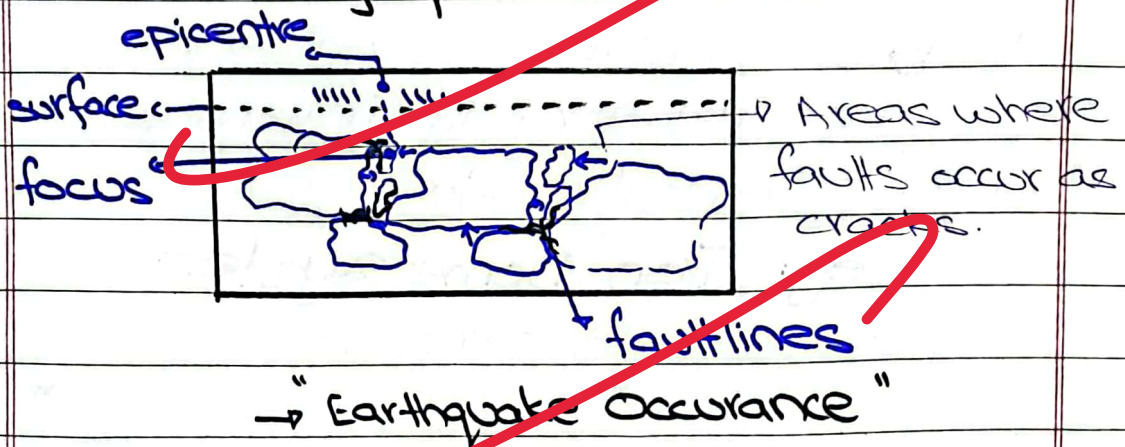 epicentre
surface
Areas where
focus
faults occur as
cracks.
faultlines
→ "Earthquake Occurance"